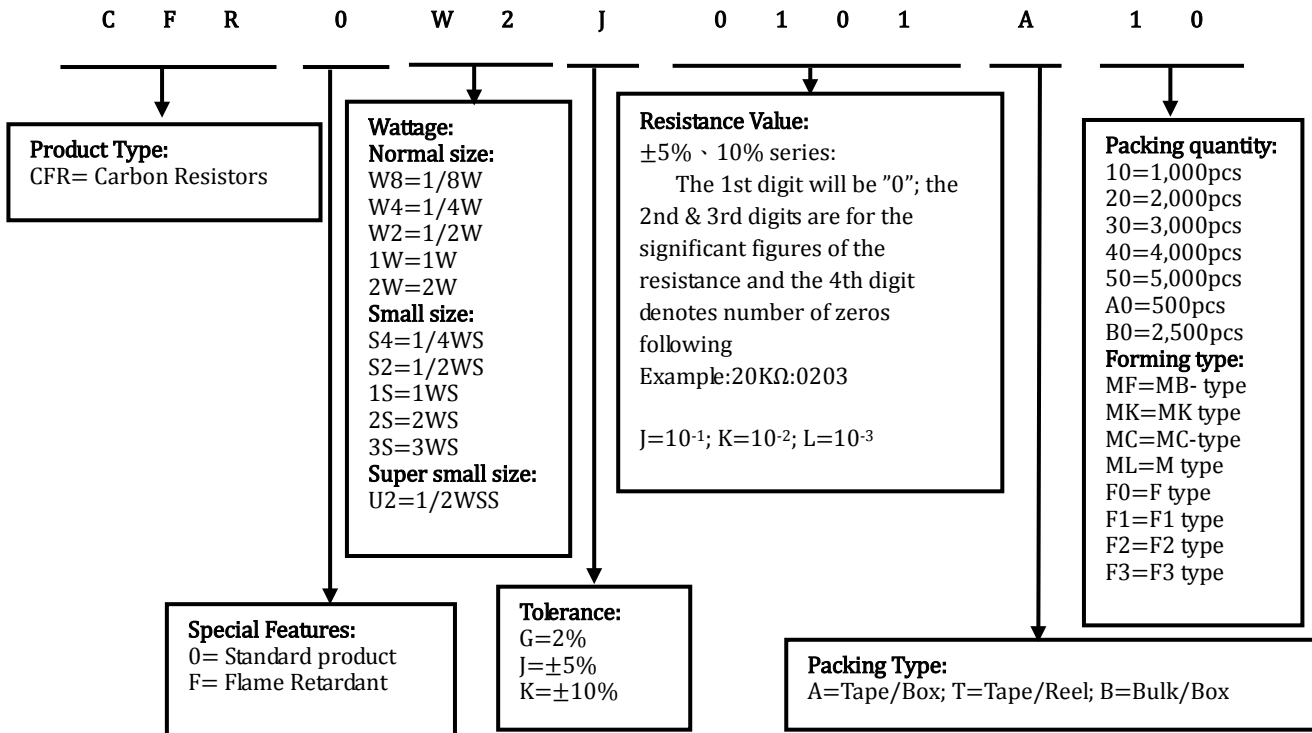 C F R 0 W 2 J 0 1 0 1 A 1 0
Product Type:
CFR= Carbon Resistors
Wattage:
Normal size:
W8=1/8W
W4=1/4W
W2=1/2W
1W=1W
2W=2W
Small size:
S4=1/4WS
S2=1/2WS
1S=1WS
2S=2WS
3S=3WS
Super small size:
U2=1/2WSS
Resistance Value:
±5%、10% series:
The 1st digit will be ”0”; the
2nd & 3rd digits are for the
significant figures of the
resistance and the 4th digit
denotes number of zeros
following
Example:20KΩ:0203
J=10⁻¹; K=10⁻²; L=10⁻³
Packing quantity:
10=1,000pcs
20=2,000pcs
30=3,000pcs
40=4,000pcs
50=5,000pcs
A0=500pcs
B0=2,500pcs
Forming type:
MF=MB- type
MK=MK type
MC=MC-type
ML=M type
F0=F type
F1=F1 type
F2=F2 type
F3=F3 type
Special Features:
0= Standard product
F= Flame Retardant
Tolerance:
G=2%
J=±5%
K=±10%
Packing Type:
A=Tape/Box; T=Tape/Reel; B=Bulk/Box